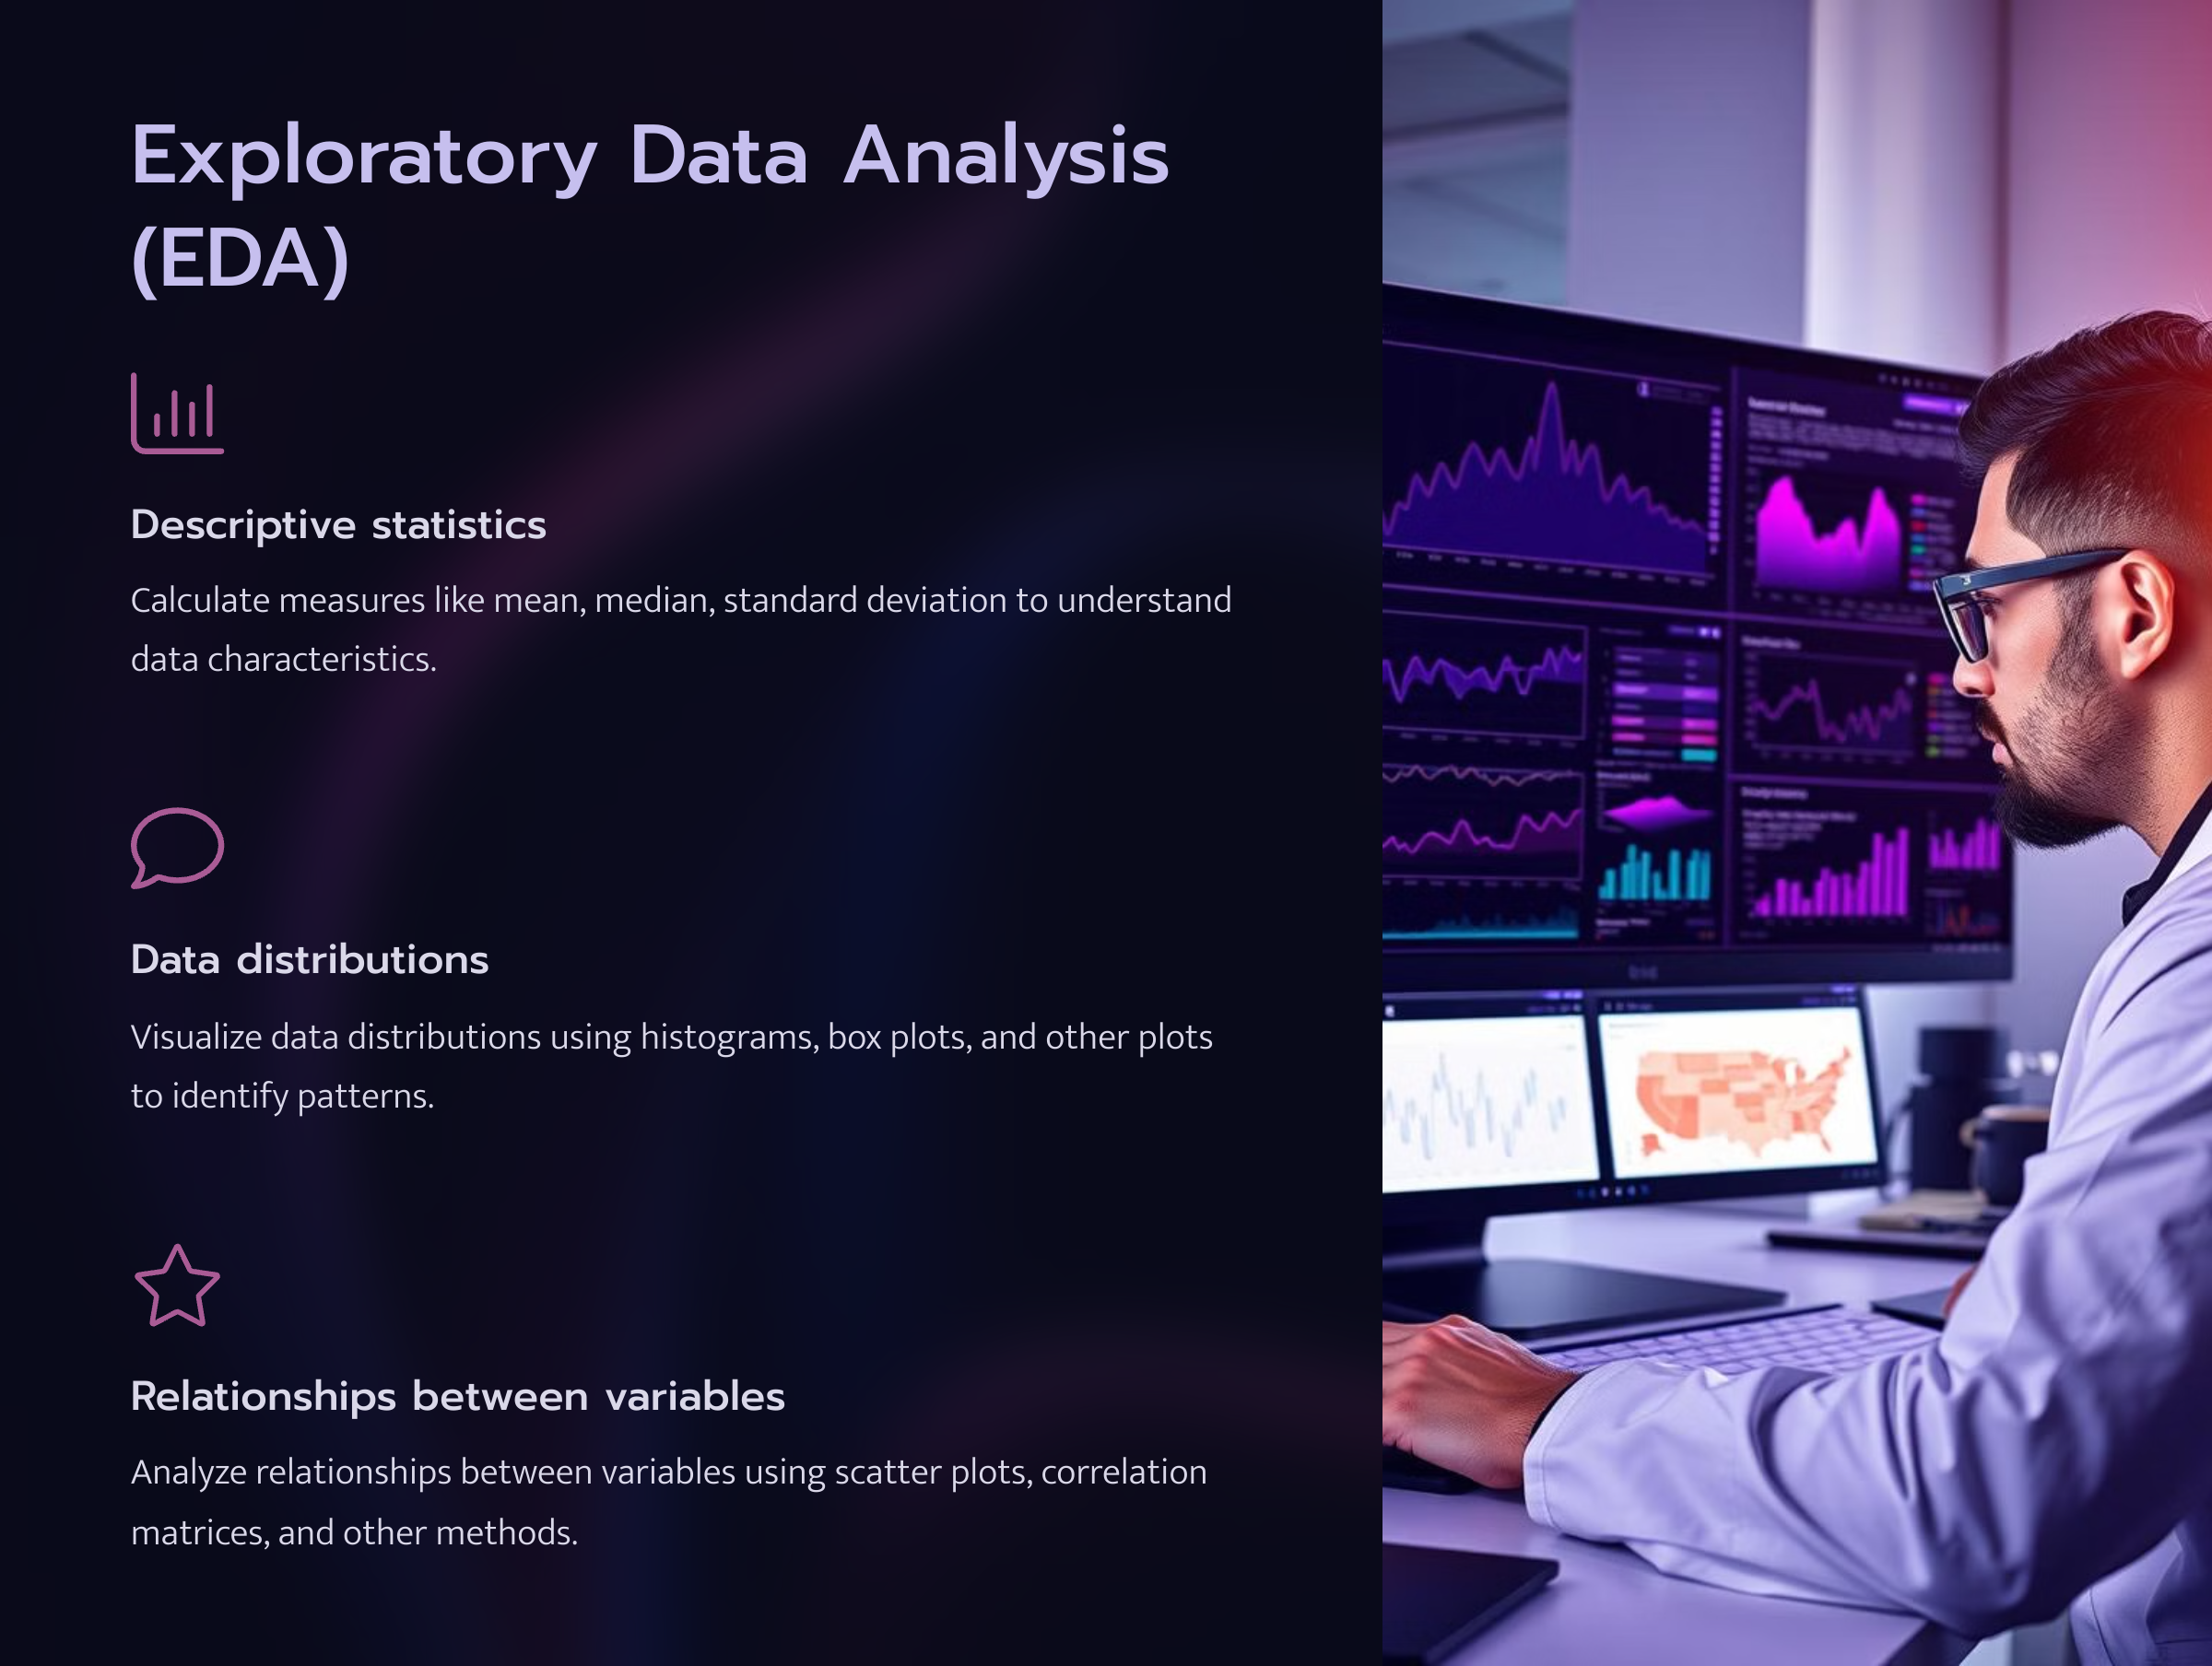 Exploratory Data Analysis
(EDA)
Descriptive statistics
Calculate measures like mean, median, standard deviation to understand
data characteristics.
Data distributions
Visualize data distributions using histograms, box plots, and other plots
to identify patterns.
Relationships between variables
Analyze relationships between variables using scatter plots, correlation
matrices, and other methods.